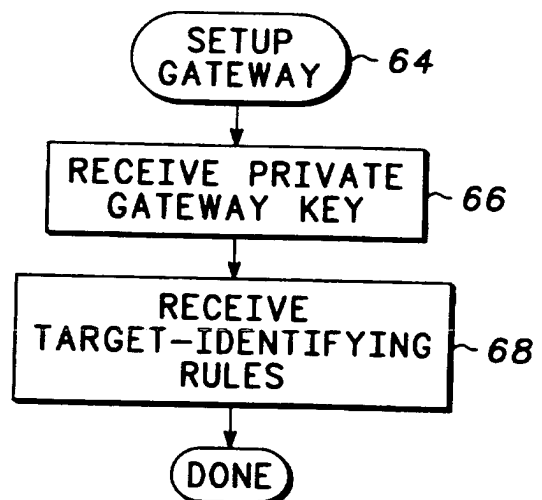 SETUP
GATEWAY
64
RECEIVE PRIVATE
GATEWAY KEY
66
RECEIVE
TARGET-IDENTIFYING
RULES
68
DONE